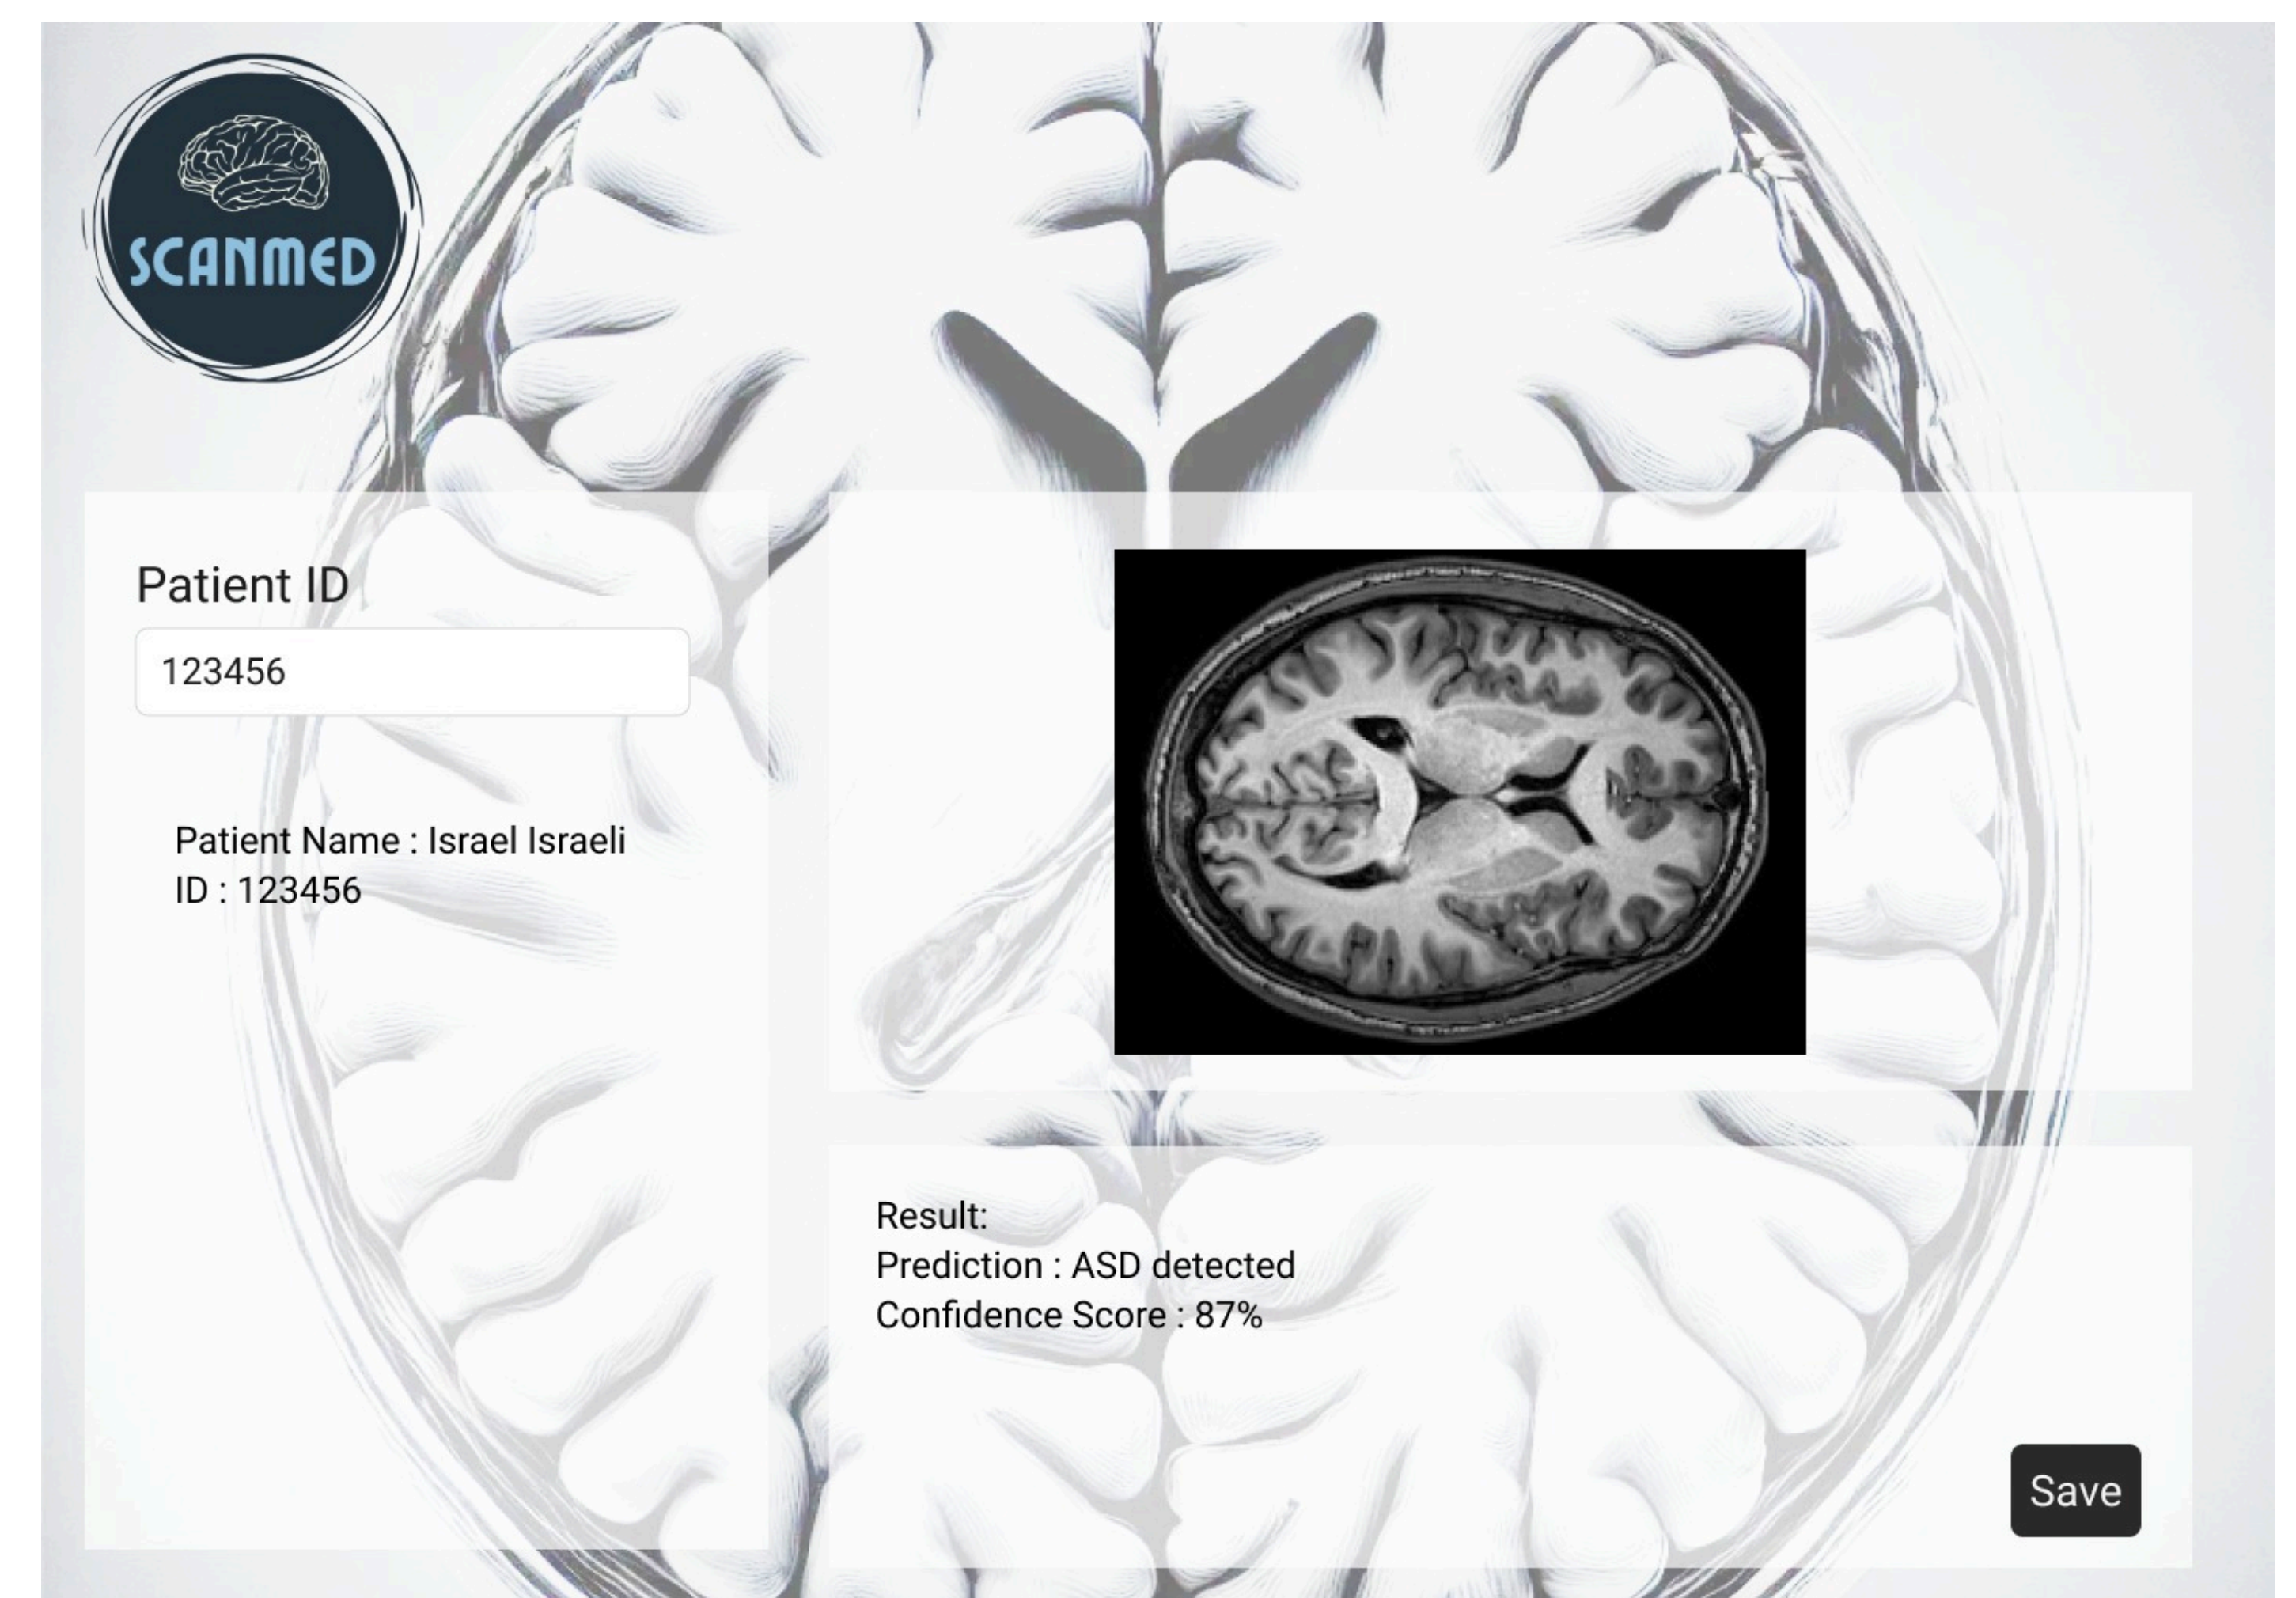 SCANMED
Patient ID
123456
Patient Name : Israel Israeli
ID : 123456
Result:
Prediction : ASD detected
Confidence Score : 87%
Save